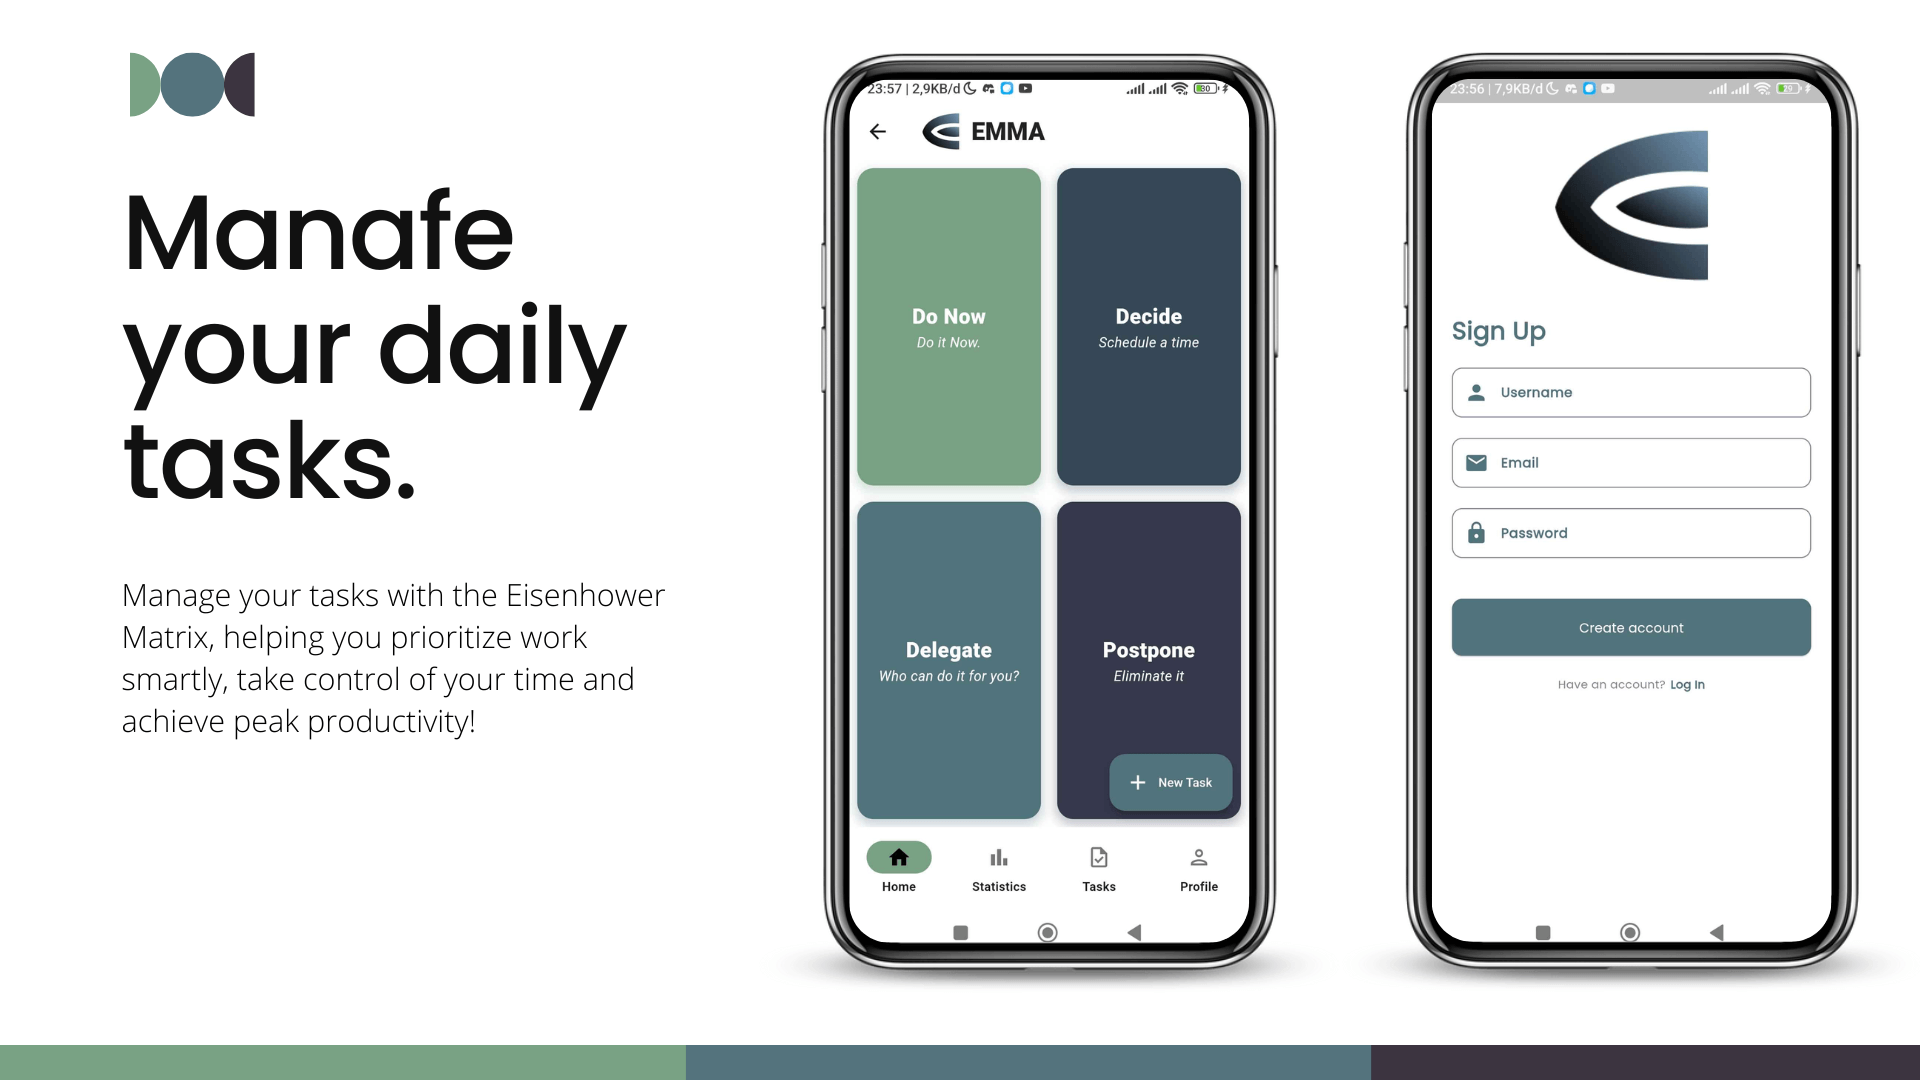 Manafe
your daily
tasks.
Manage your tasks with the Eisenhower
Matrix, helping you prioritize work
smartly, take control of your time and
achieve peak productivity!
23:57 | 2,9KB/d
30
EMMA
Do Now
Do it Now.
Decide
Schedule a time
Delegate
Who can do it for you?
Postpone
Eliminate it
+ New Task
Home
Statistics
Tasks
Profile
23:56 | 7,9KB/d
29
Sign Up
Username
Email
Password
Create account
Have an account? Log In